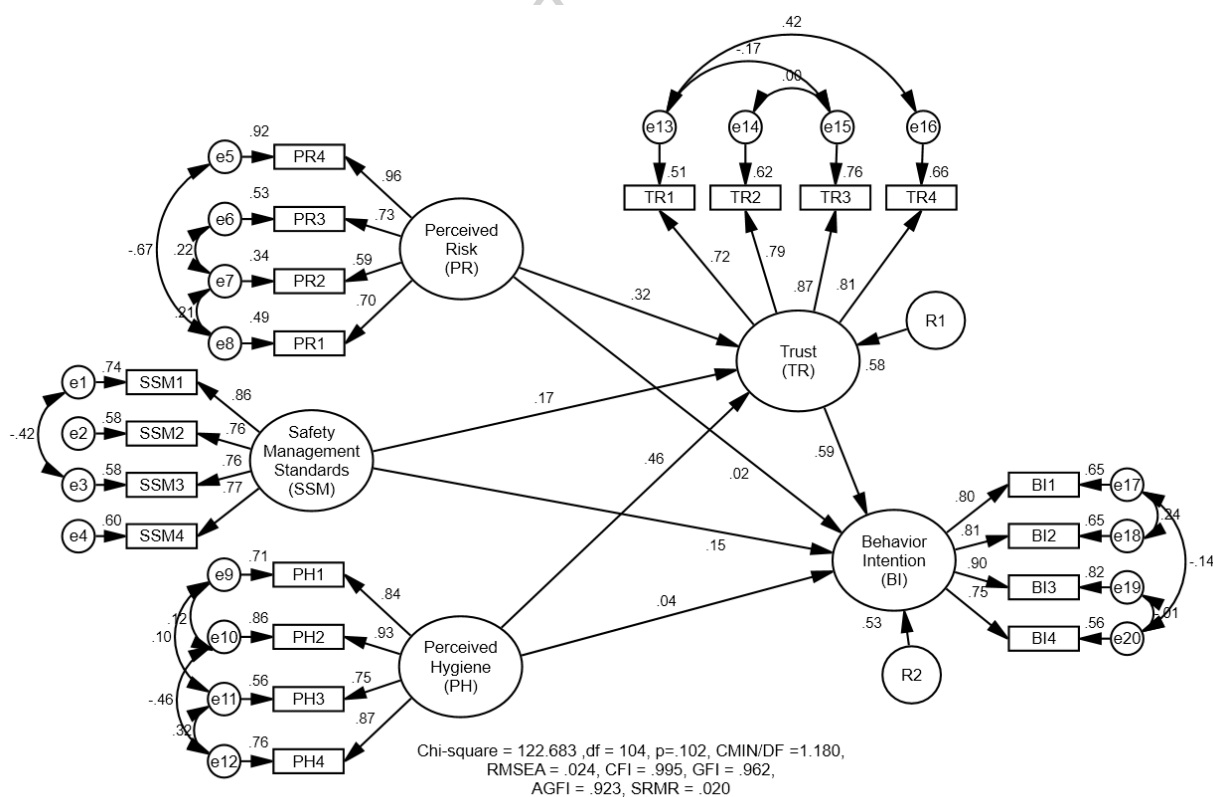 .42
-.17
.00
e13
e14
e15
e16
.51
.62
.76
.66
TR1
TR2
TR3
TR4
.72
.79
.87
.81
.92
e5
PR4
.96
.53
e6
PR3
.73
-.67
.22
.34
e7
PR2
.59
.21
.49
e8
PR1
.70
Perceived
Risk
(PR)
.32
R1
Trust
(TR)
.58
.74
e1
SSM1
.86
.58
e2
SSM2
.76
-.42
.58
e3
SSM3
.76
.77
.60
e4
SSM4
Safety
Management
Standards
(SSM)
.17
.46
.02
.59
.15
.04
.71
e9
PH1
.84
.12
.10
.86
e10
PH2
.93
-.46
.56
e11
PH3
.75
.32
.76
e12
PH4
.87
Perceived
Hygiene
(PH)
Behavior
Intention
(BI)
.53
R2
.80
BI1
.65
e17
.24
.81
BI2
.65
e18
-.14
.90
BI3
.82
e19
.75
-.01
BI4
.56
e20
Chi-square = 122.683 ,df = 104, p=.102, CMIN/DF =1.180,
RMSEA = .024, CFI = .995, GFI = .962,
AGFI = .923, SRMR = .020